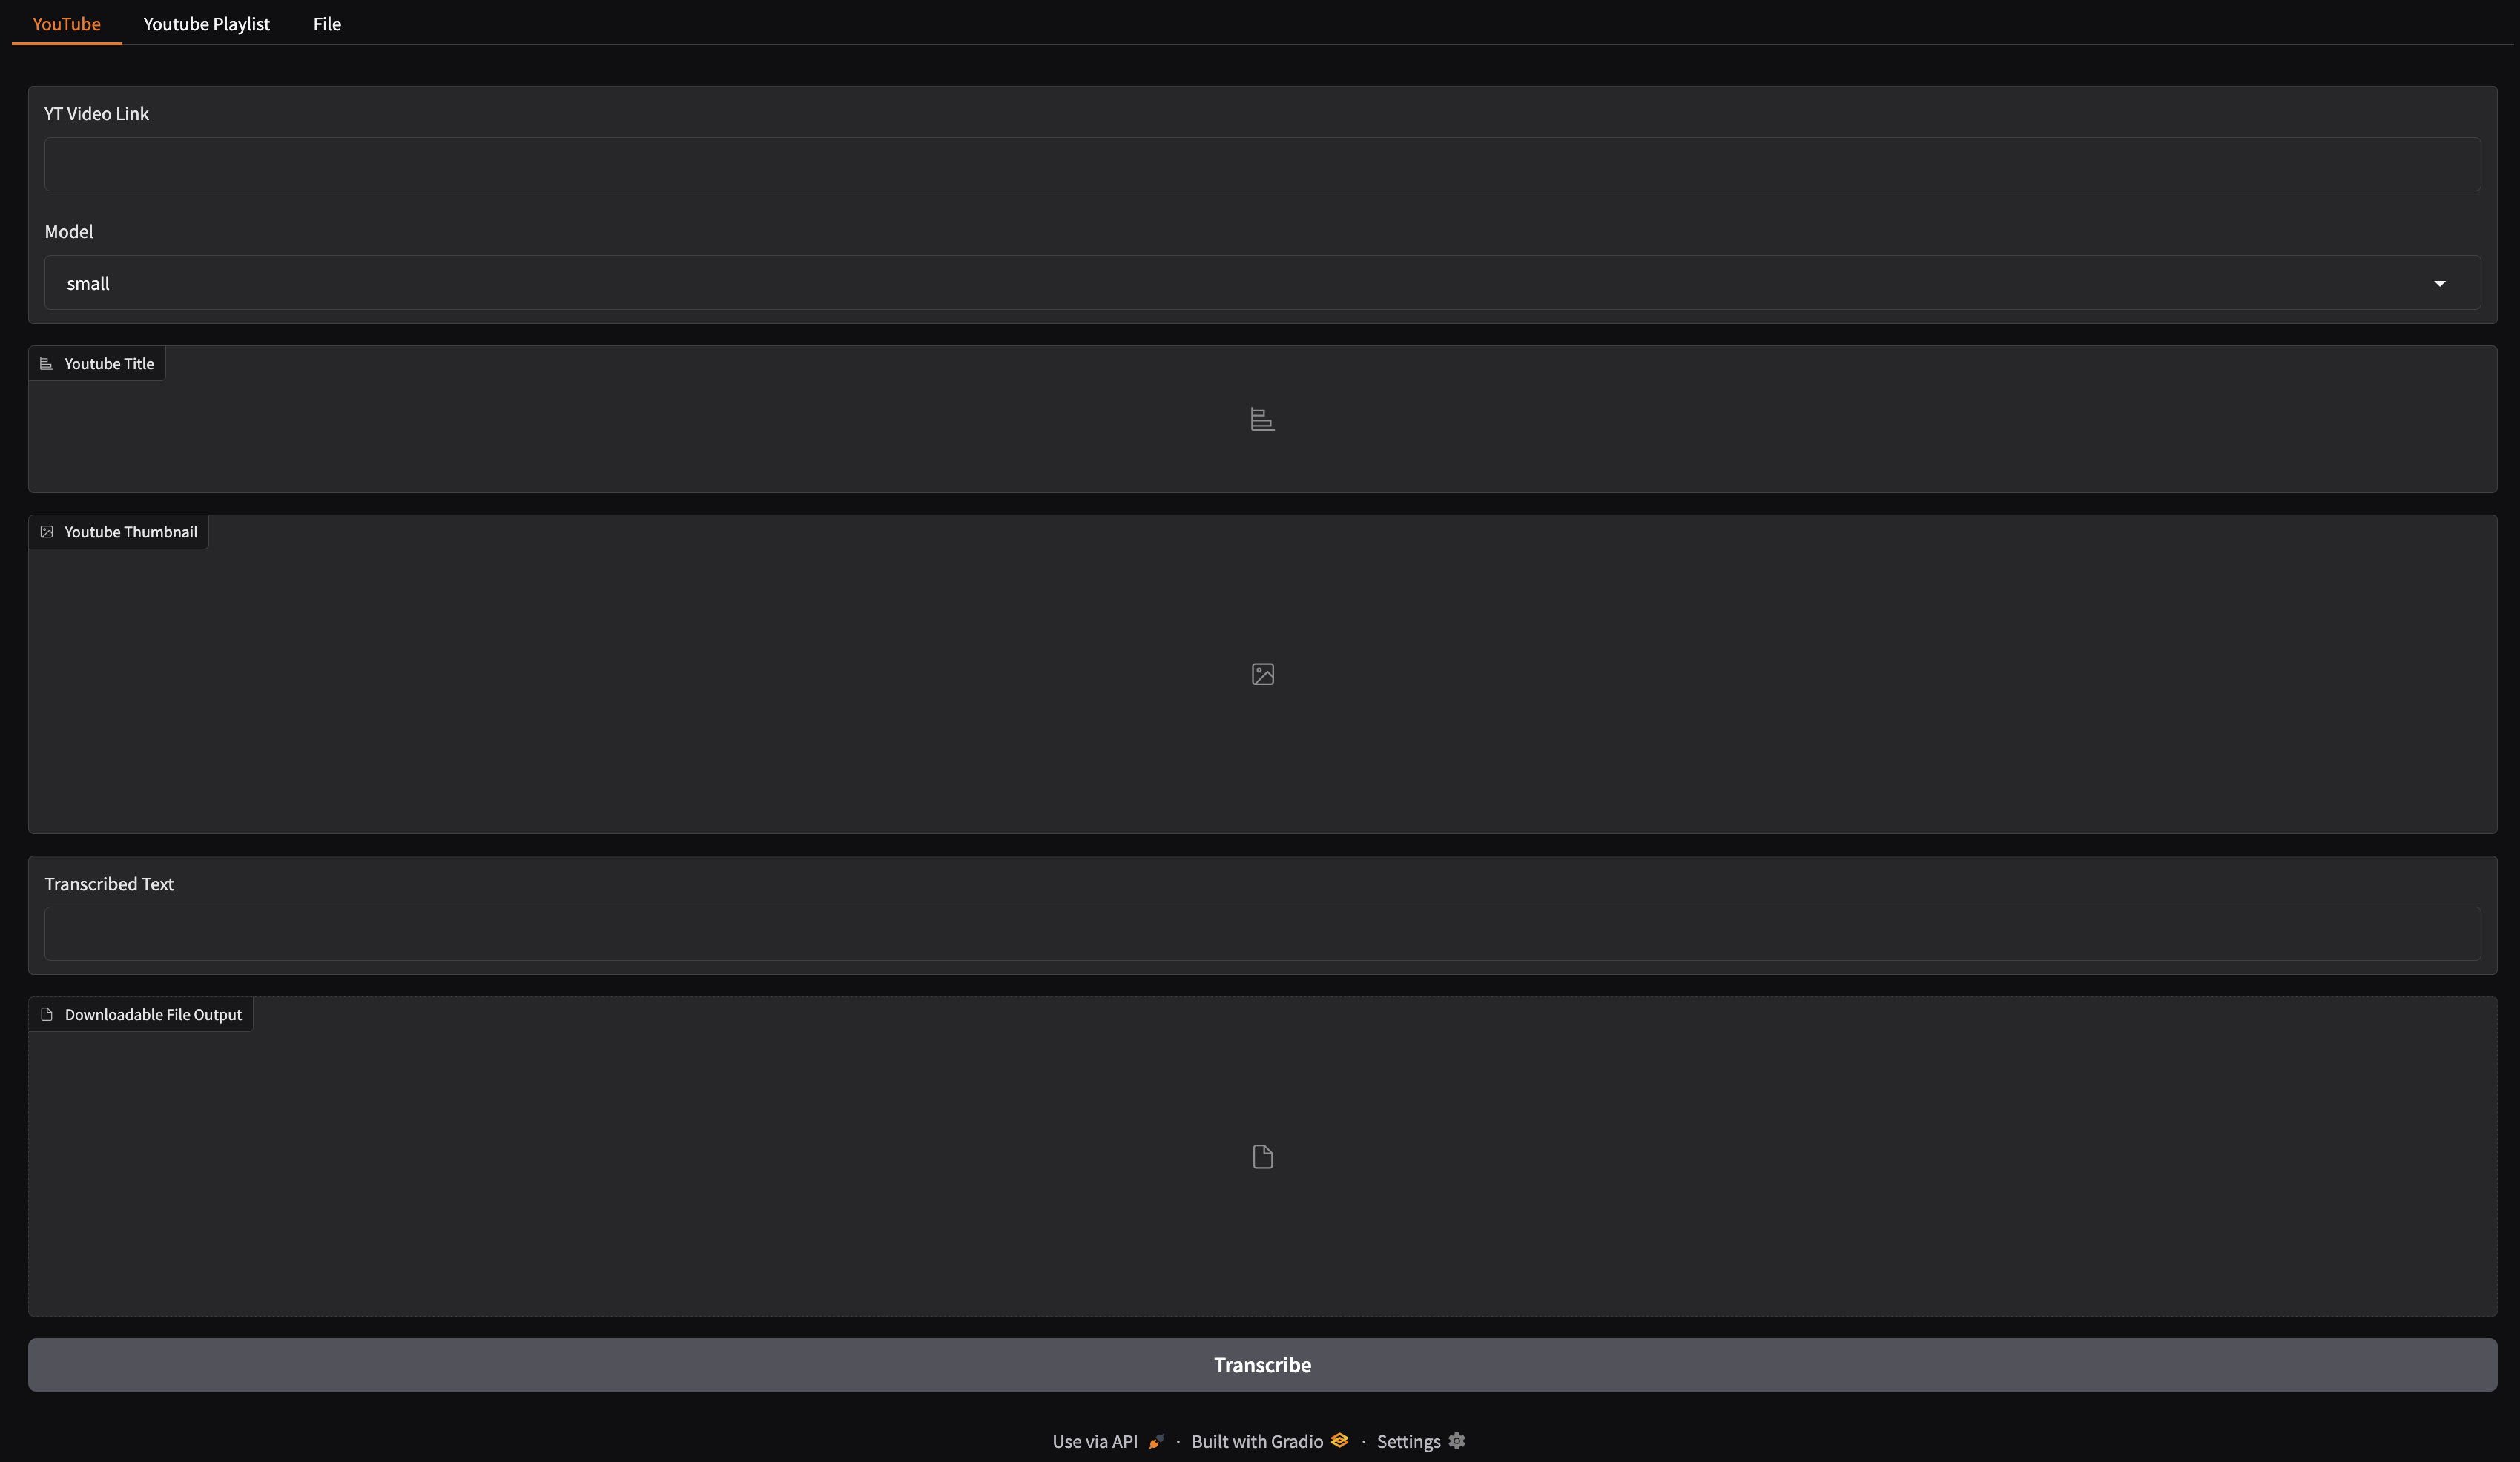 YouTube Youtube Playlist File
YT Video Link
Model
small
Youtube Title
Youtube Thumbnail
Transcribed Text
Downloadable File Output
Transcribe
Use via API · Built with Gradio · Settings